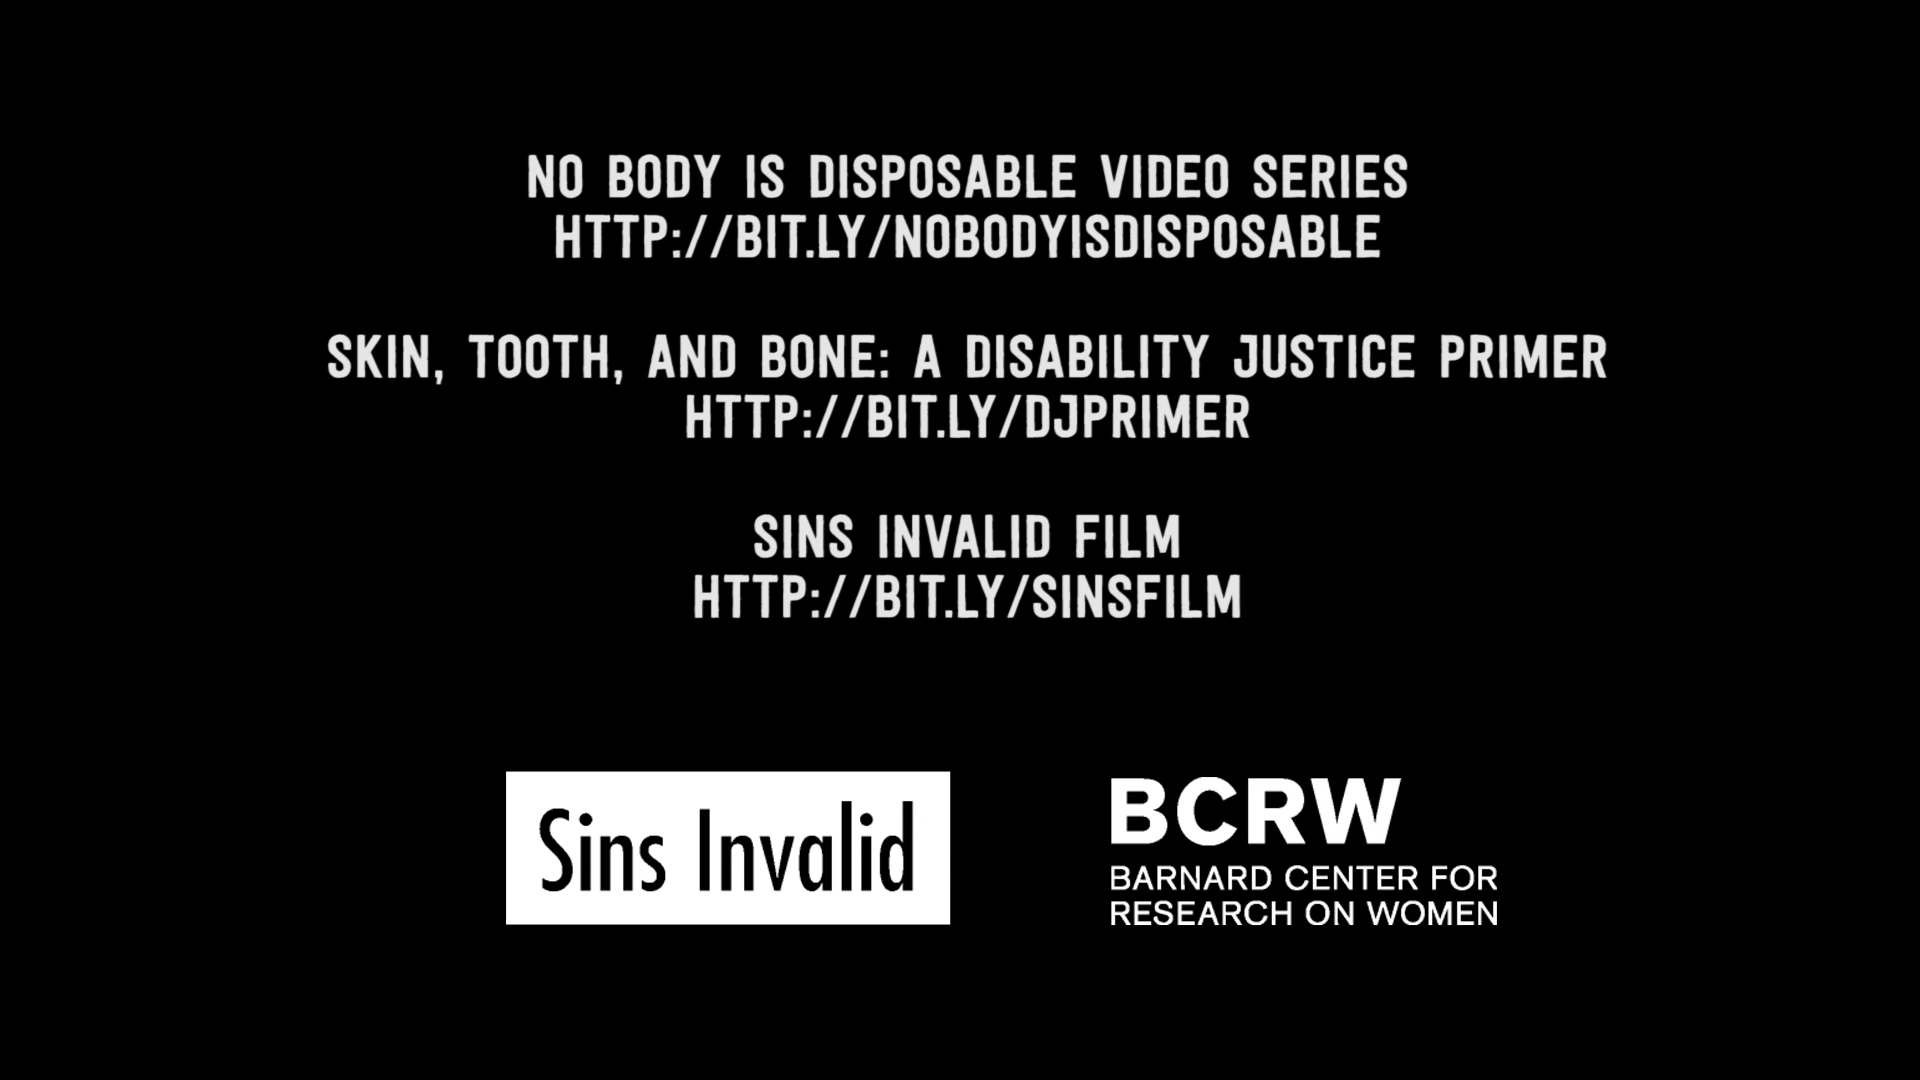 NO BODY IS DISPOSABLE VIDEO SERIES
HTTP://BIT.LY/NOBODYISDISPOSABLE
SKIN, TOOTH, AND BONE: A DISABILITY JUSTICE PRIMER
HTTP://BIT.LY/DJPRIMER
SINS INVALID FILM
HTTP://BIT.LY/SINSFILM
Sins Invalid
BCRW
BARNARD CENTER FOR
RESEARCH ON WOMEN